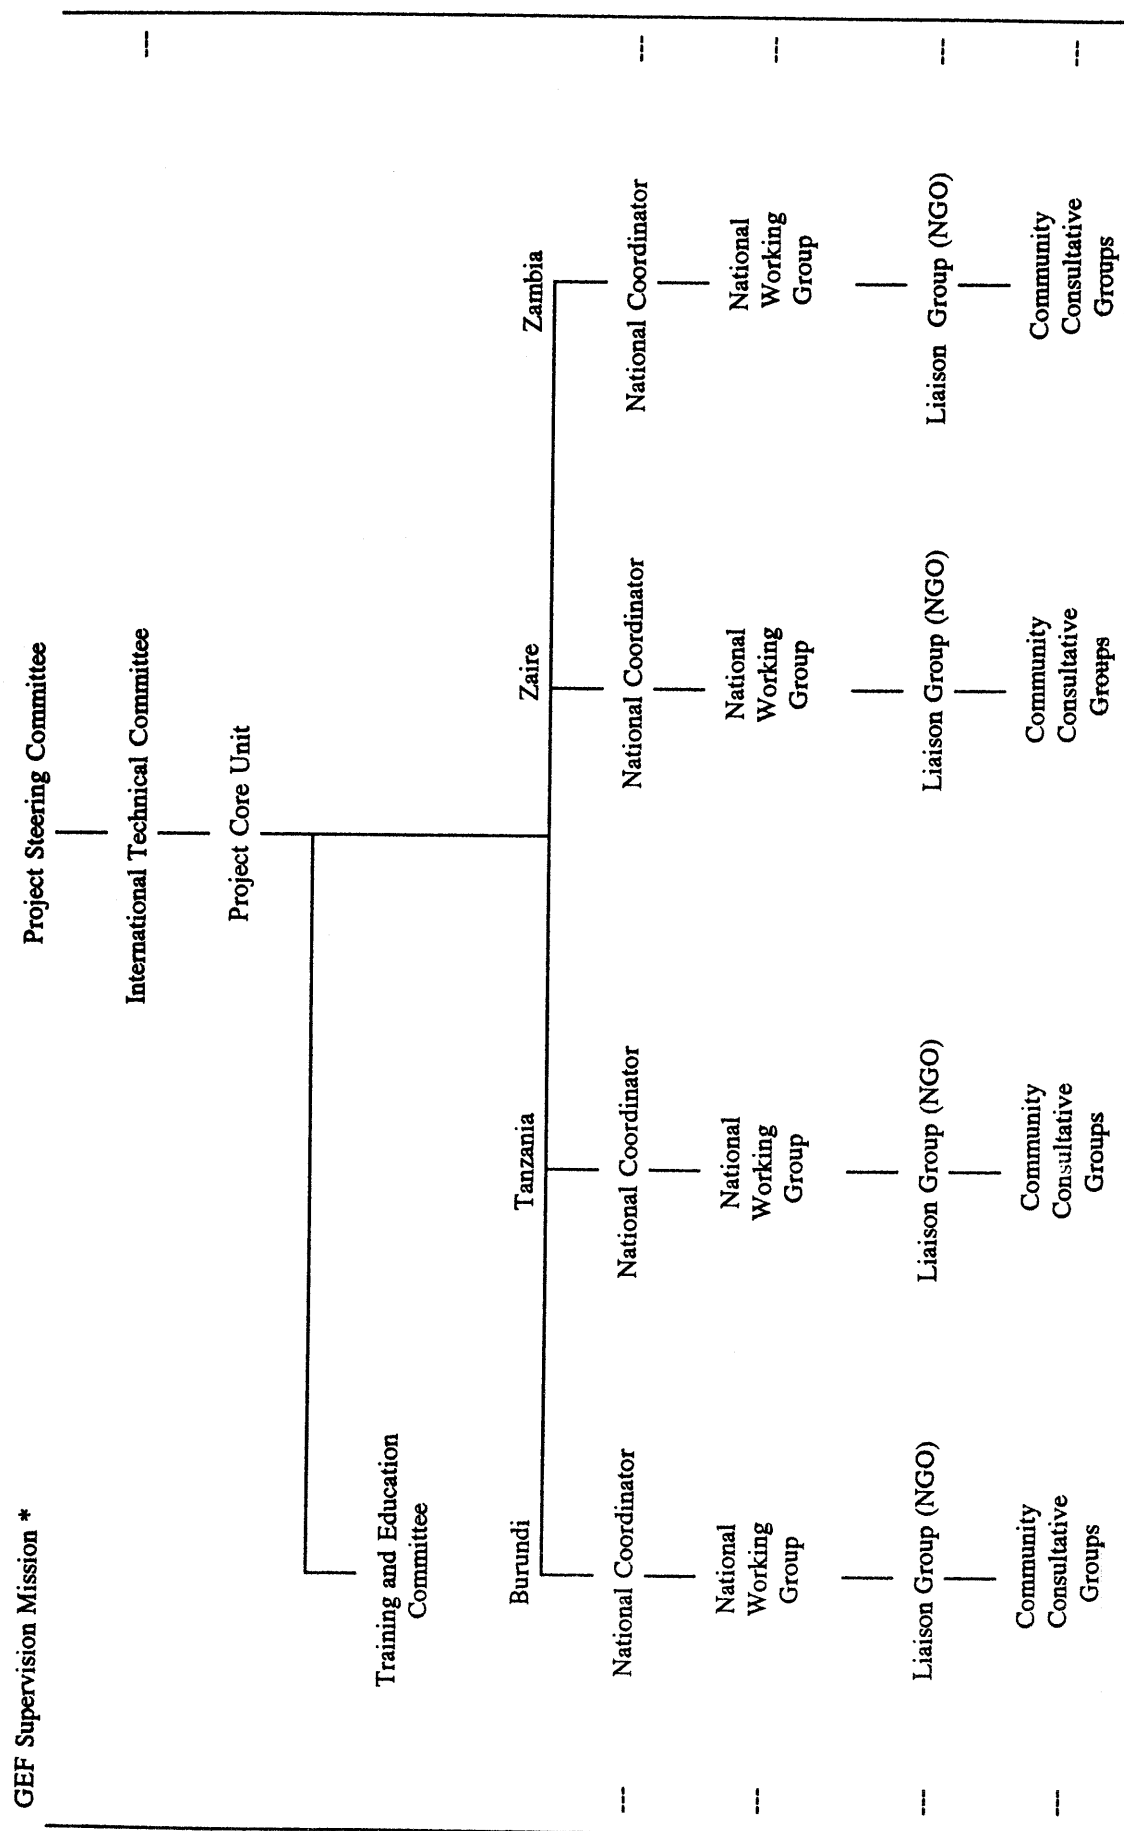 GEF Supervision Mission *
Project Steering Committee
International Technical Committee
---
Project Core Unit
Training and Education
Committee
Burundi
Tanzania
Zaire
Zambia
---
National Coordinator
National Coordinator
National Coordinator
National Coordinator
---
---
National
Working
Group
National
Working
Group
National
Working
Group
National
Working
Group
---
---
Liaison Group (NGO)
Liaison Group (NGO)
Liaison Group (NGO)
Liaison Group (NGO)
---
---
Community
Consultative
Groups
Community
Consultative
Groups
Community
Consultative
Groups
Community
Consultative
Groups
---